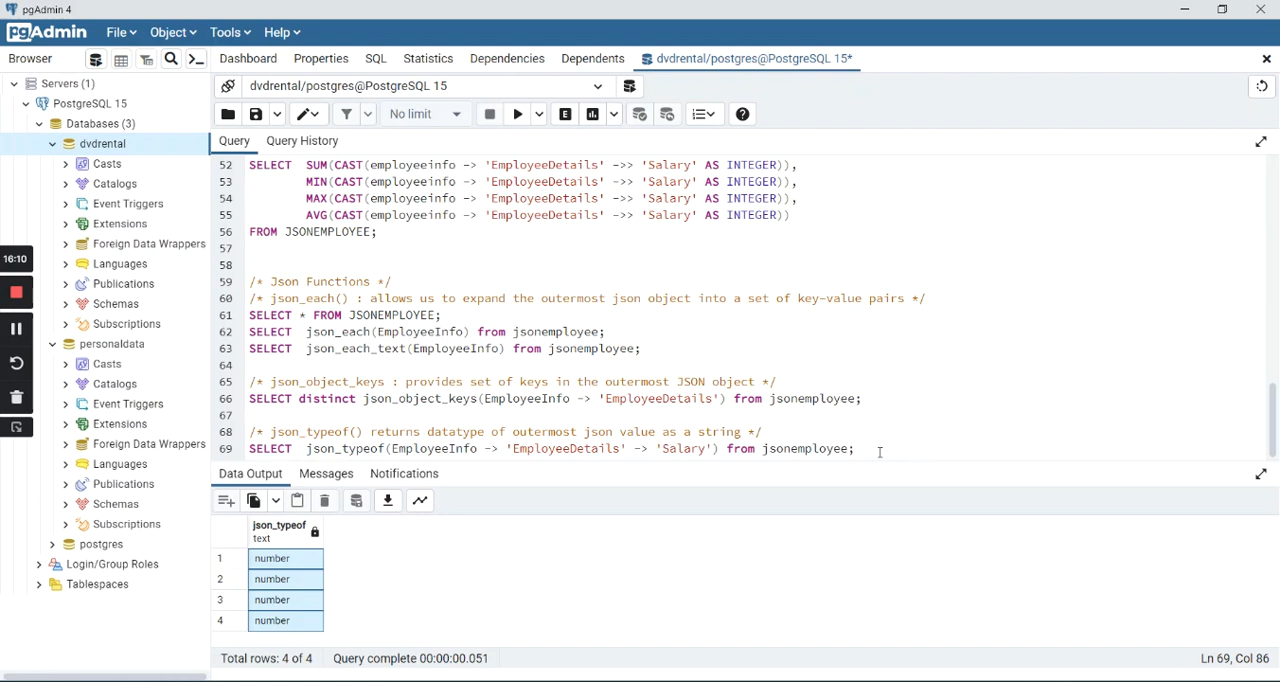 pgAdmin 4
pgAdmin File Object Tools Help
Browser Dashboard Properties SQL Statistics Dependencies Dependents dvdrental/postgres@PostgreSQL 15*
Servers (1)
PostgreSQL 15
Databases (3)
dvdrental
Casts
Catalogs
Event Triggers
Extensions
Foreign Data Wrappers
Languages
Publications
Schemas
Subscriptions
personaldata
Casts
Catalogs
Event Triggers
Extensions
Foreign Data Wrappers
Languages
Publications
Schemas
Subscriptions
postgres
Login/Group Roles
Tablespaces
16:10
dvdrental/postgres@PostgreSQL 15
No limit
E
Query Query History
52 SELECT SUM(CAST(employeeinfo -> 'EmployeeDetails' ->> 'Salary' AS INTEGER)),
53 MIN(CAST(employeeinfo -> 'EmployeeDetails' ->> 'Salary' AS INTEGER)),
54 MAX(CAST(employeeinfo -> 'EmployeeDetails' ->> 'Salary' AS INTEGER)),
55 AVG(CAST(employeeinfo -> 'EmployeeDetails' ->> 'Salary' AS INTEGER))
56 FROM JSONEMPLOYEE;
57
58
59 /* Json Functions */
60 /* json_each() : allows us to expand the outermost json object into a set of key-value pairs */
61 SELECT * FROM JSONEMPLOYEE;
62 SELECT json_each(EmployeeInfo) from jsonemployee;
63 SELECT json_each_text(EmployeeInfo) from jsonemployee;
64
65 /* json_object_keys : provides set of keys in the outermost JSON object */
66 SELECT distinct json_object_keys(EmployeeInfo -> 'EmployeeDetails') from jsonemployee;
67
68 /* json_typeof() returns datatype of outermost json value as a string */
69 SELECT json_typeof(EmployeeInfo -> 'EmployeeDetails' -> 'Salary') from jsonemployee;
Data Output Messages Notifications
json_typeof
text
1 number
2 number
3 number
4 number
Total rows: 4 of 4 Query complete 00:00:00.051 Ln 69, Col 86